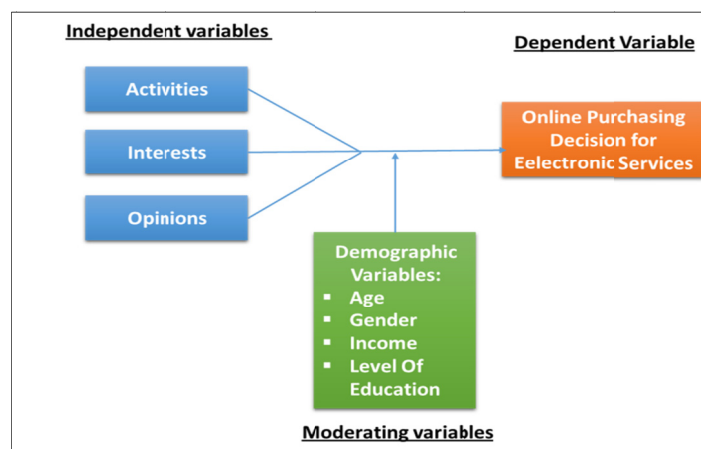 Independent variables
Dependent Variable
Activities
Interests
Opinions
Online Purchasing
Decision for
Eelectronic Services
Demographic
Variables:
▪ Age
▪ Gender
▪ Income
▪ Level Of
Education
Moderating variables